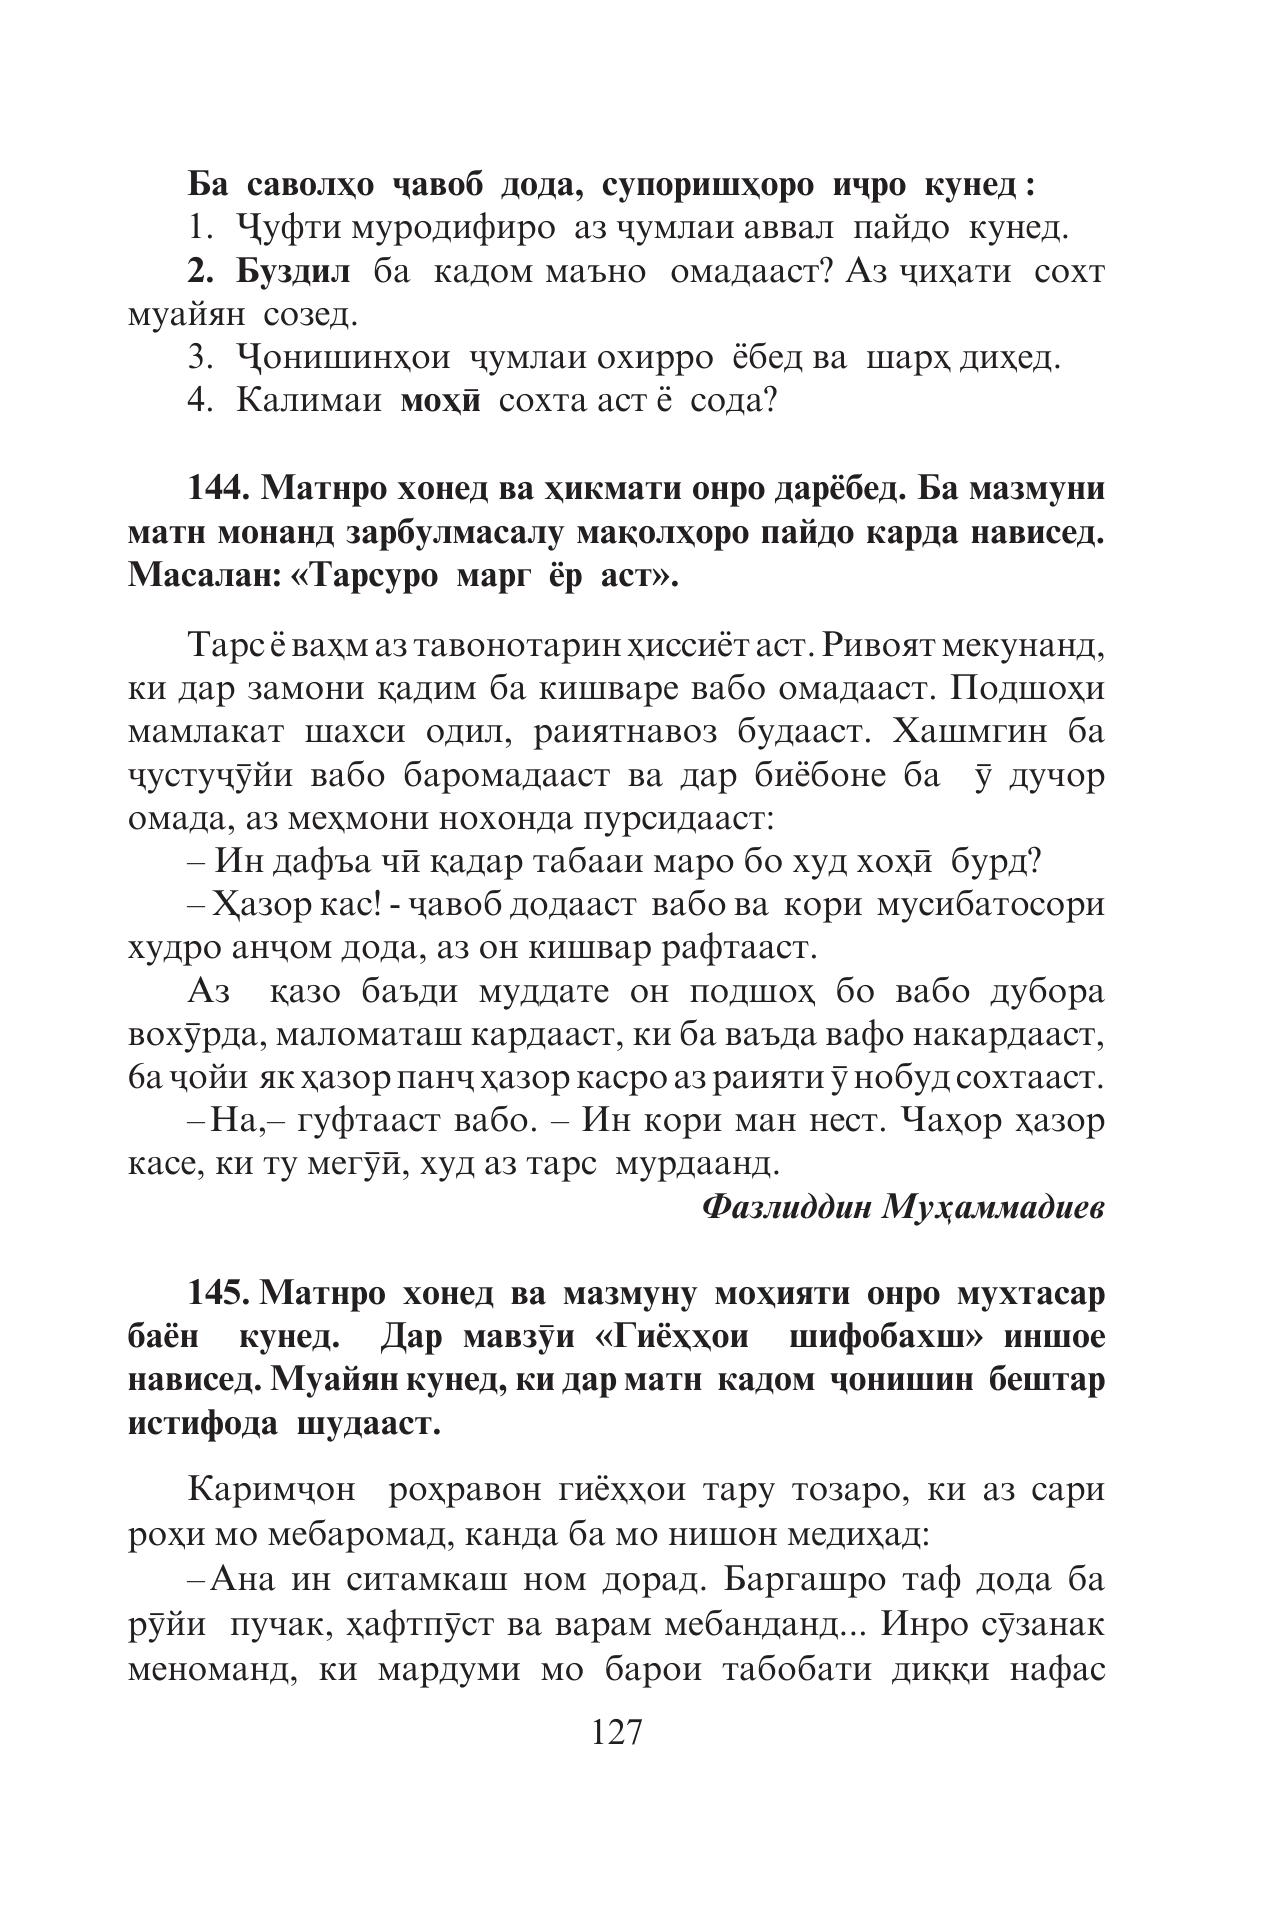 Ба саволҳо ҷавоб дода, супоришҳоро иҷро кунед :
1. Ҷуфти муродифиро аз ҷумлаи аввал пайдо кунед.
2. Буздил ба кадом маъно омадааст? Аз ҷиҳати сохт
муайян созед.
3. Ҷонишинҳои ҷумлаи охирро ёбед ва шарҳ диҳед.
4. Калимаи моҳӣ сохта аст ё сода?
144. Матнро хонед ва ҳикмати онро дарёбед. Ба мазмуни
матн монанд зарбулмасалу мақолҳоро пайдо карда нависед.
Масалан: «Тарсуро марг ёр аст».
Тарс ё ваҳм аз тавонотарин ҳиссиёт аст. Ривоят мекунанд,
ки дар замони қадим ба кишваре вабо омадааст. Подшоҳи
мамлакат шахси одил, раиятнавоз будааст. Хашмгин ба
ҷустуҷӯйи вабо баромадааст ва дар биёбоне ба ӯ дучор
омада, аз меҳмони нохонда пурсидааст:
– Ин дафъа чӣ қадар табааи маро бо худ хоҳӣ бурд?
– Ҳазор кас! - ҷавоб додааст вабо ва кори мусибатосори
худро анҷом дода, аз он кишвар рафтааст.
Аз қазо баъди муддате он подшоҳ бо вабо дубора
вохӯрда, маломаташ кардааст, ки ба ваъда вафо накардааст,
ба ҷойи як ҳазор панҷ ҳазор касро аз раияти ӯ нобуд сохтааст.
– На,– гуфтааст вабо. – Ин кори ман нест. Чаҳор ҳазор
касе, ки ту мегӯӣ, худ аз тарс мурдаанд.
Фазлиддин Муҳаммадиев
145. Матнро хонед ва мазмуну моҳияти онро мухтасар
баён кунед. Дар мавзӯи «Гиёҳҳои шифобахш» иншое
нависед. Муайян кунед, ки дар матн кадом ҷонишин бештар
истифода шудааст.
Каримҷон роҳравон гиёҳҳои тару тозаро, ки аз сари
роҳи мо мебаромад, канда ба мо нишон медиҳад:
– Ана ин ситамкаш ном дорад. Баргашро таф дода ба
рӯйи пучак, ҳафтпӯст ва варам мебанданд... Инро сӯзанак
меноманд, ки мардуми мо барои табобати диққи нафас
127